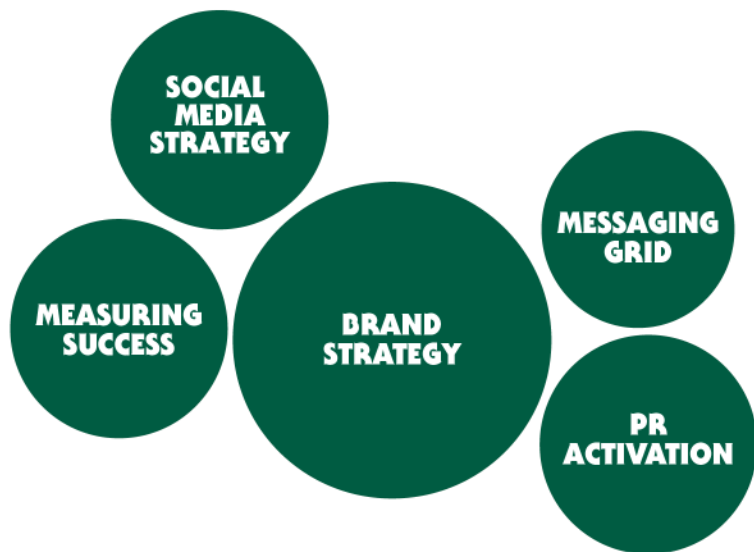 SOCIAL
MEDIA
STRATEGY
MESSAGING
GRID
MEASURING
SUCCESS
BRAND
STRATEGY
PR
ACTIVATION